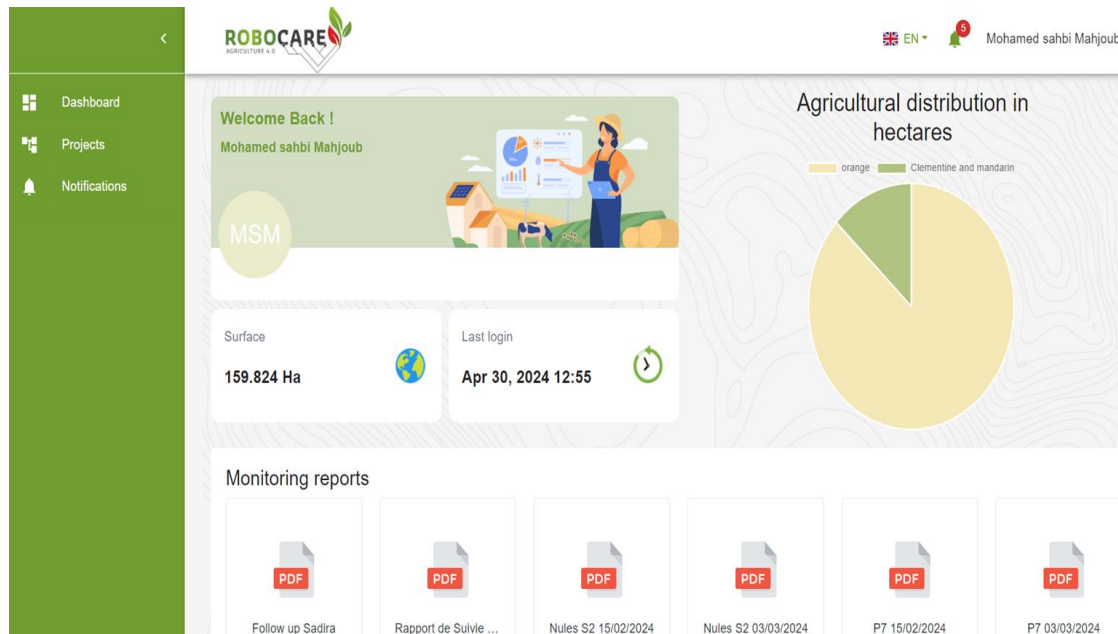 ROBOCARE
AGRICULTURE 4.0
EN
5
Mohamed sahbi Mahjoub
Dashboard
Projects
Notifications
Welcome Back !
Mohamed sahbi Mahjoub
MSM
Surface
159.824 Ha
Last login
Apr 30, 2024 12:55
Agricultural distribution in
hectares
orange
Clementine and mandarin
Monitoring reports
PDF
PDF
PDF
PDF
PDF
PDF
Follow up Sadira
Rapport de Suivie ...
Nules S2 15/02/2024
Nules S2 03/03/2024
P7 15/02/2024
P7 03/03/2024